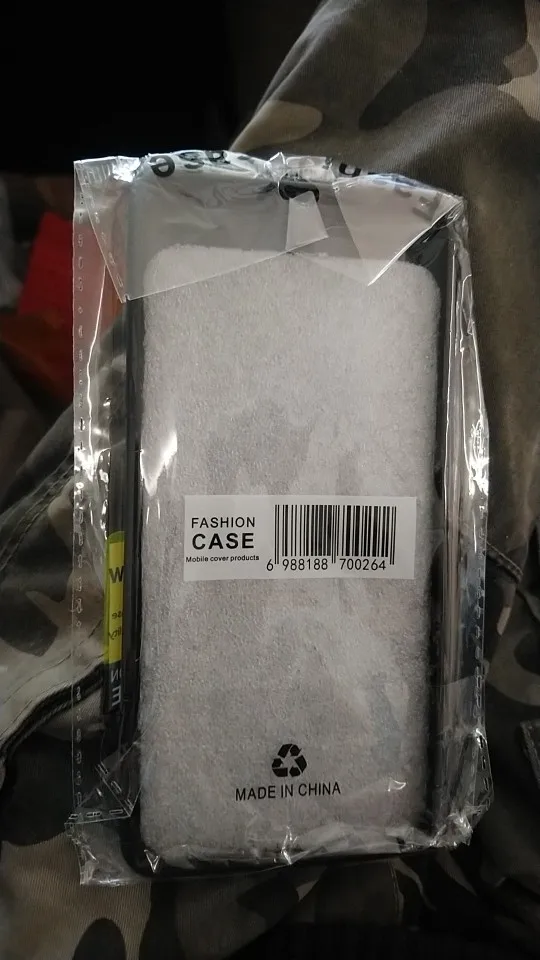 FASHION
CASE
Mobile cover products
6 988188 700264
MADE IN CHINA